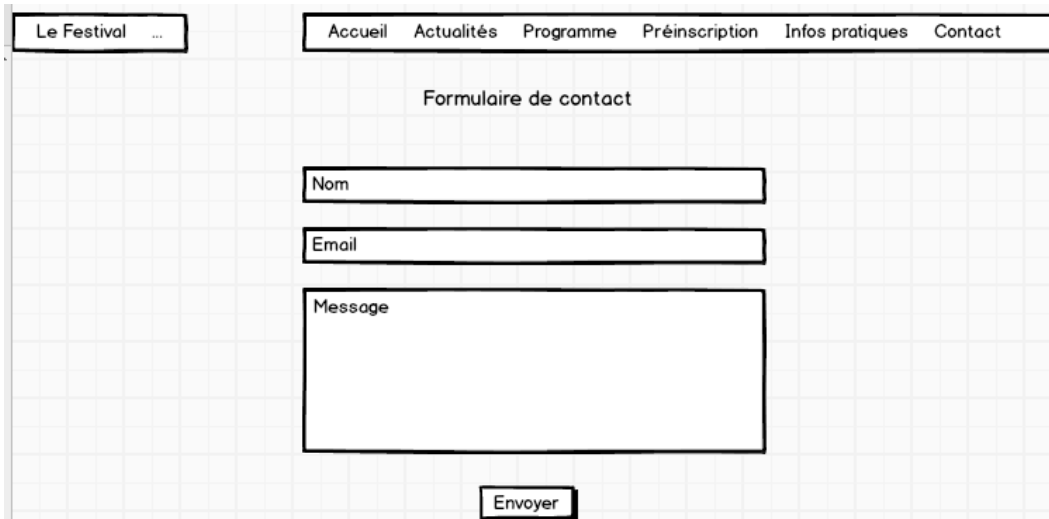 Le Festival ... Accueil Actualités Programme Préinscription Infos pratiques Contact
Formulaire de contact
Nom
Email
Message
Envoyer